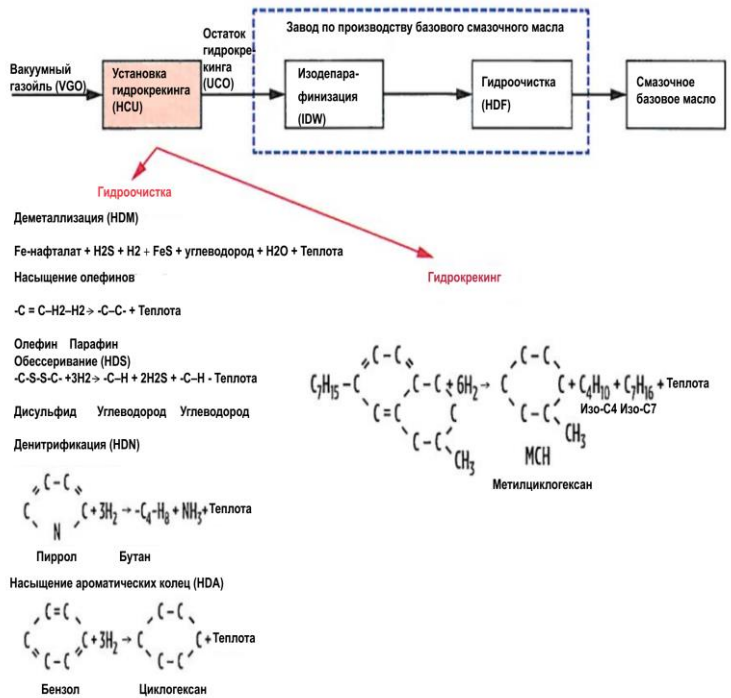 Завод по производству базового смазочного масла
Вакуумный
газойль (VGO)
Установка
гидрокрекинга
(HCU)
Остаток
гидрокре-
кинга
(UCO)
Изодепара-
финизация
(IDW)
Гидроочистка
(HDF)
Смазочное
базовое масло
Гидроочистка
Деметаллизация (HDM)
Fe-нафталат + H2S + H2 + FeS + углеводород + H2O + Теплота
Насыщение олефинов
-C = C–H2–H2→ -C–C- + Теплота
Олефин Парафин
Обессеривание (HDS)
-C-S-S-C- +3H2→ -C–H + 2H2S + -C–H - Теплота
Дисульфид Углеводород Углеводород
Денитрификация (HDN)
C–C
C C + 3H2 → -C4–H8 + NH3+Теплота
N
Пиррол Бутан
Насыщение ароматических колец (HDA)
C=C C–C
C C + 3H2 → C C +Теплота
C–C C–C
Бензол Циклогексан
Гидрокрекинг
C–C C–C
C7H15–C C–C + 6H2 → C C + C4H10 + C7H16 + Теплота
C=C C C–C Изо-C4 Изо-C7
C–C CH3
CH3 MCH
Метилциклогексан